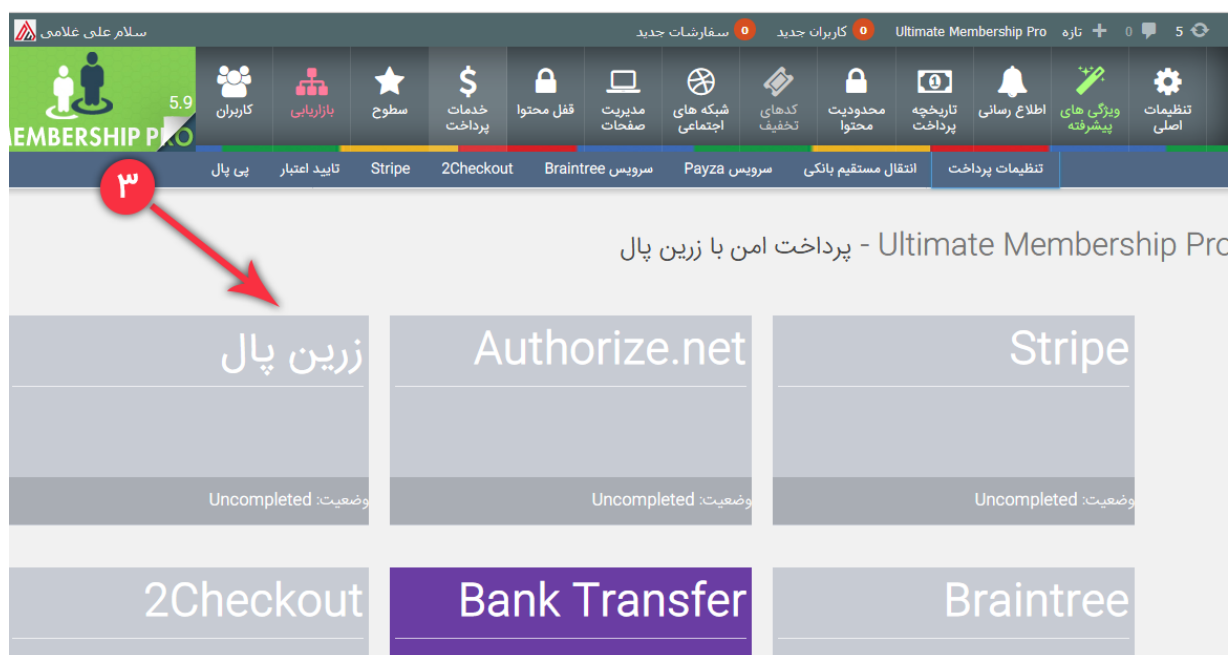 5 0 تازه Ultimate Membership Pro 0 کاربران جدید 0 سفارشات جدید سلام علی غلامی
تنظیمات اصلی
ویژگی های پیشرفته
اطلاع رسانی
تاریخچه پرداخت
محدودیت محتوا
کدهای تخفیف
شبکه های اجتماعی
مدیریت صفحات
قفل محتوا
خدمات پرداخت
سطوح
بازاریابی
کاربران
5.9
MEMBERSHIP PRO
تنظیمات پرداخت انتقال مستقیم بانکی سرویس Payza سرویس Braintree 2Checkout Stripe تایید اعتبار پی پال
۳
Ultimate Membership Pro - پرداخت امن با زرین پال
Stripe
وضعیت: Uncompleted
Authorize.net
وضعیت: Uncompleted
زرین پال
وضعیت: Uncompleted
Braintree
Bank Transfer
2Checkout